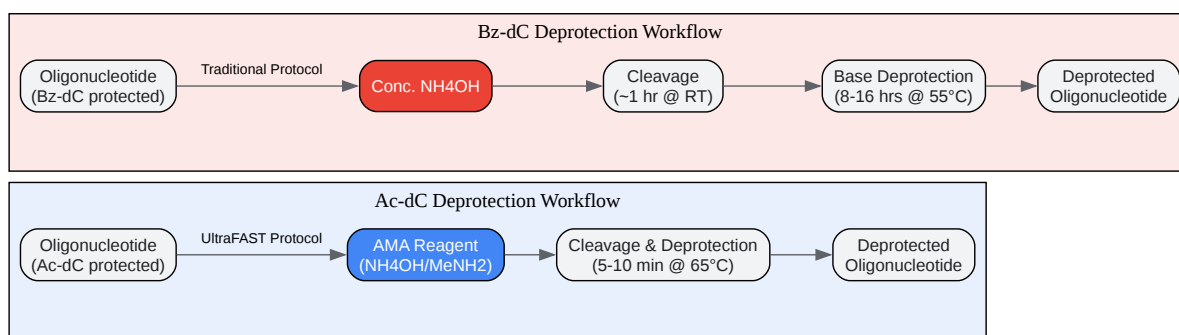 Bz-dC Deprotection Workflow
Oligonucleotide
(Bz-dC protected)
Traditional Protocol
Conc. NH4OH
Cleavage
(~1 hr @ RT)
Base Deprotection
(8-16 hrs @ 55°C)
Deprotected
Oligonucleotide
Ac-dC Deprotection Workflow
Oligonucleotide
(Ac-dC protected)
UltraFAST Protocol
AMA Reagent
(NH4OH/MeNH2)
Cleavage & Deprotection
(5-10 min @ 65°C)
Deprotected
Oligonucleotide